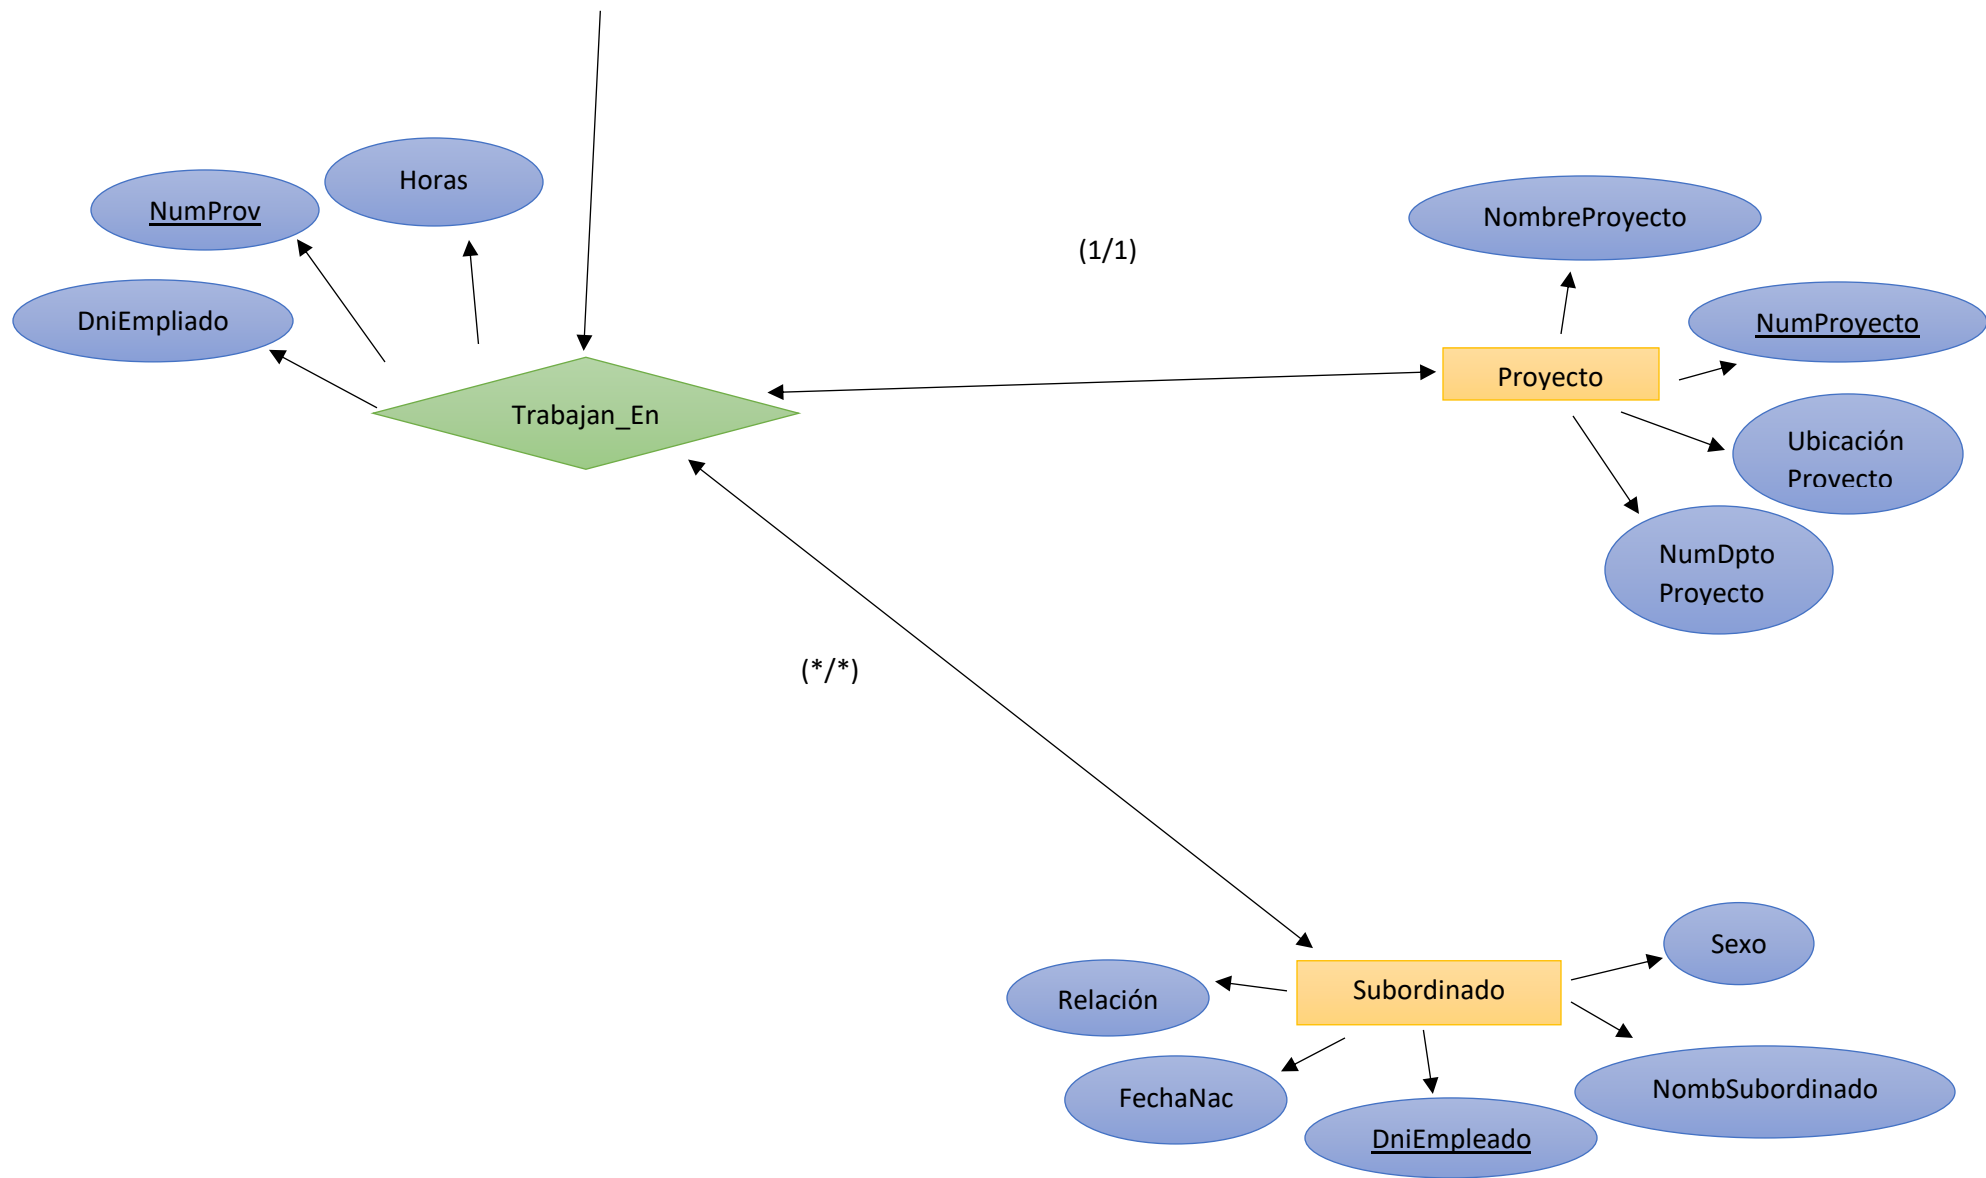 Horas
NumProv
DniEmpliado
Trabajan_En
(1/1)
NombreProyecto
NumProyecto
Proyecto
Ubicación
Proyecto
NumDpto
Proyecto
(*/*)
Sexo
Subordinado
Relación
NombSubordinado
FechaNac
DniEmpleado